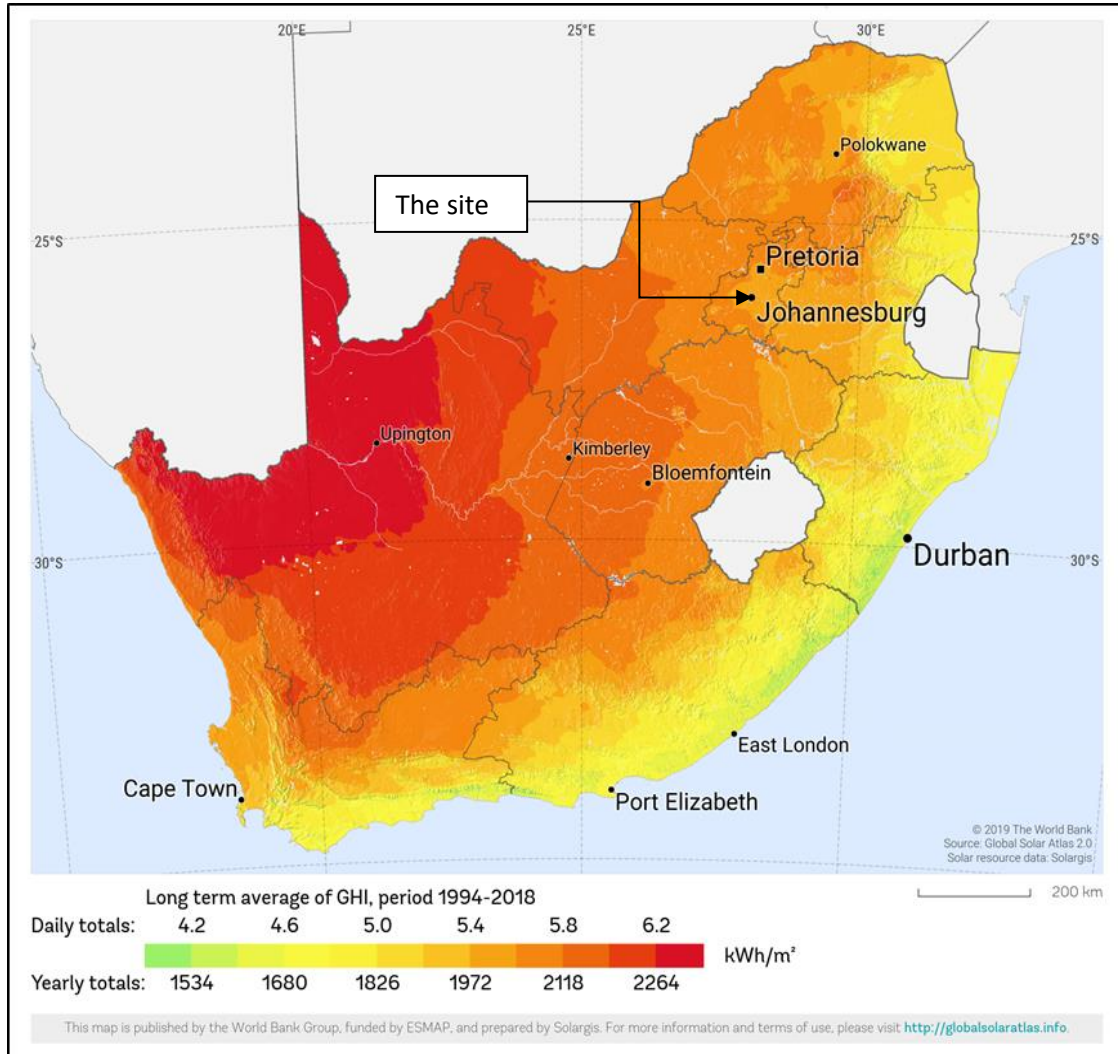 20°E 25°E 30°E
Polokwane
The site
25°S 25°S
Pretoria
Johannesburg
Upington
Kimberley
Bloemfontein
Durban
30°S 30°S
East London
Cape Town
Port Elizabeth
© 2019 The World Bank
Source: Global Solar Atlas 2.0
Solar resource data: Solargis
200 km
Long term average of GHI, period 1994-2018
Daily totals: 4.2 4.6 5.0 5.4 5.8 6.2
kWh/m²
Yearly totals: 1534 1680 1826 1972 2118 2264
This map is published by the World Bank Group, funded by ESMAP, and prepared by Solargis. For more information and terms of use, please visit http://globalsolaratlas.info.